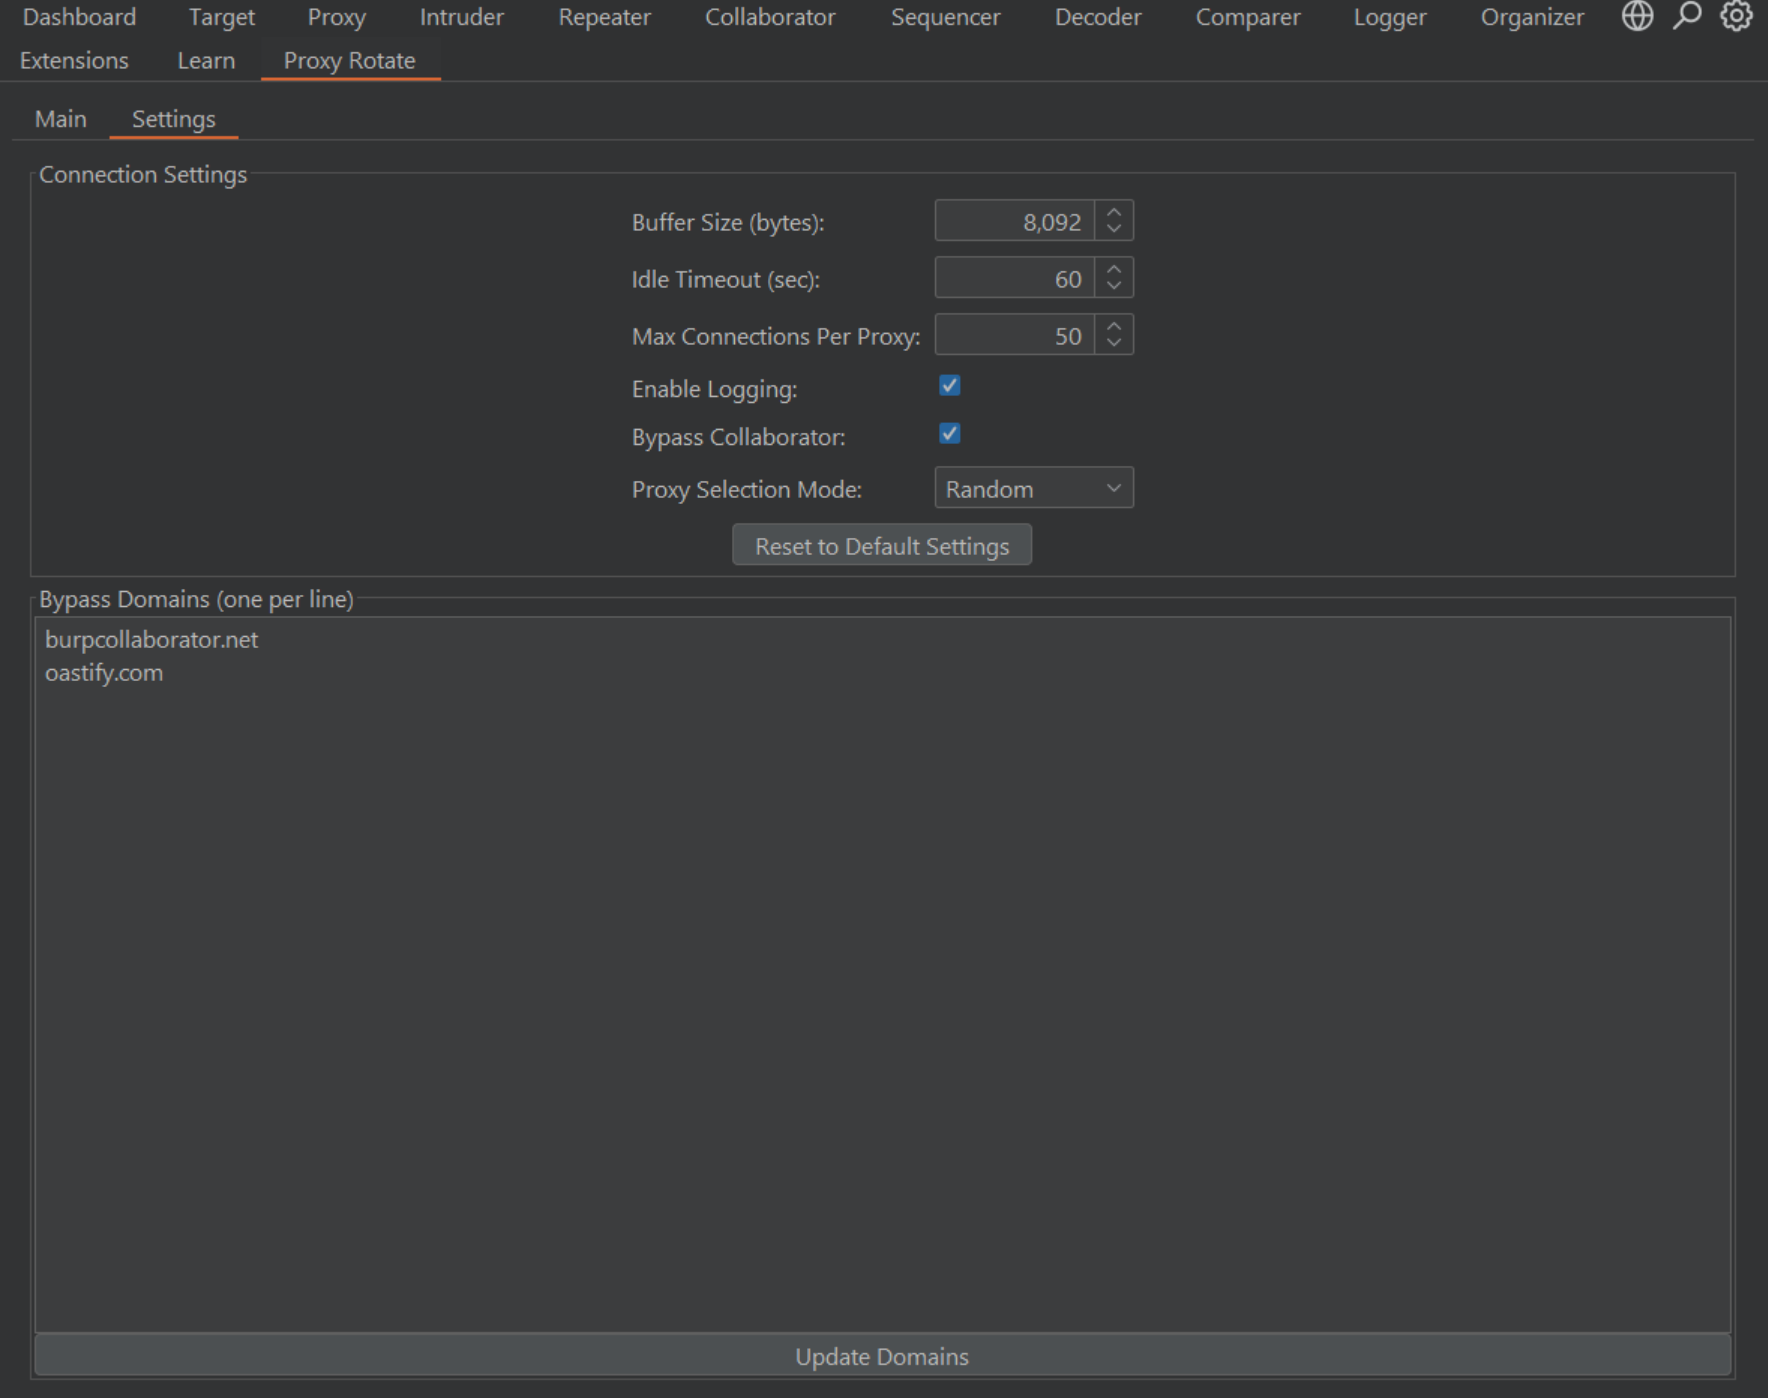 Dashboard Target Proxy Intruder Repeater Collaborator Sequencer Decoder Comparer Logger Organizer
Extensions Learn Proxy Rotate
Main Settings
Connection Settings
Buffer Size (bytes): 8,092
Idle Timeout (sec): 60
Max Connections Per Proxy: 50
Enable Logging:
Bypass Collaborator:
Proxy Selection Mode: Random
Reset to Default Settings
Bypass Domains (one per line)
burpcollaborator.net
oastify.com
Update Domains